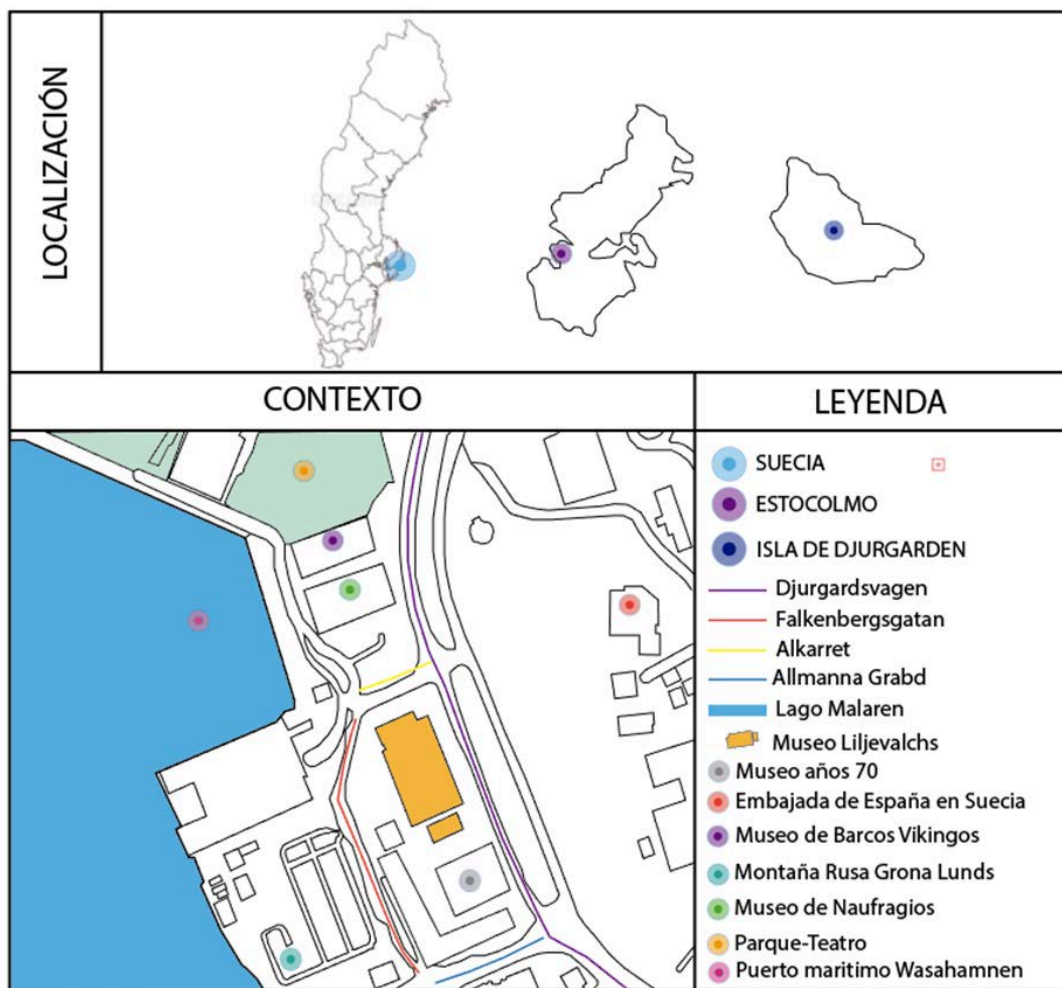 LOCALIZACIÓN
CONTEXTO
LEYENDA
SUECIA
ESTOCOLMO
ISLA DE DJURGARDEN
Djurgardsvagen
Falkenbergsgatan
Alkarret
Allmanna Grabd
Lago Malaren
Museo Liljevalchs
Museo años 70
Embajada de España en Suecia
Museo de Barcos Vikingos
Montaña Rusa Grona Lunds
Museo de Naufragios
Parque-Teatro
Puerto maritimo Wasahamnen